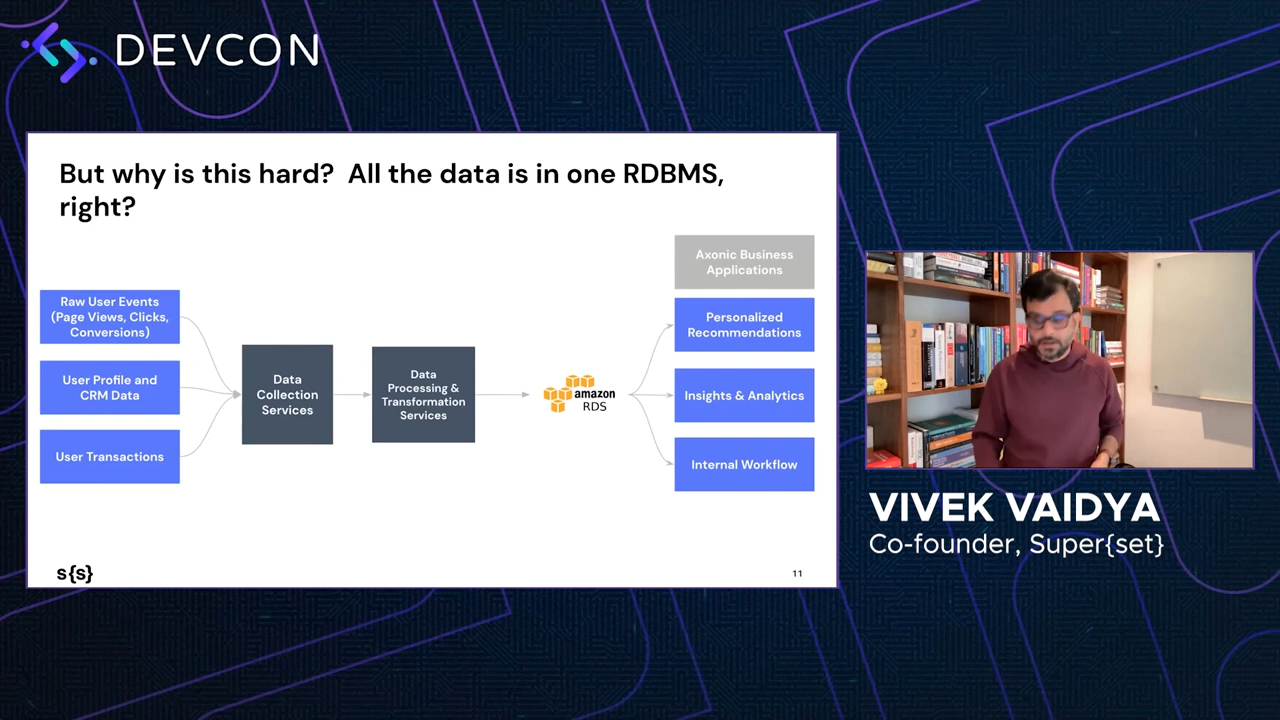 DEVCON
But why is this hard?  All the data is in one RDBMS,
right?
Raw User Events
(Page Views, Clicks,
Conversions)
User Profile and
CRM Data
User Transactions
Data
Collection
Services
Data
Processing &
Transformation
Services
amazon
RDS
Axonic Business
Applications
Personalized
Recommendations
Insights & Analytics
Internal Workflow
s{s}
11
VIVEK VAIDYA
Co-founder, Super{set}